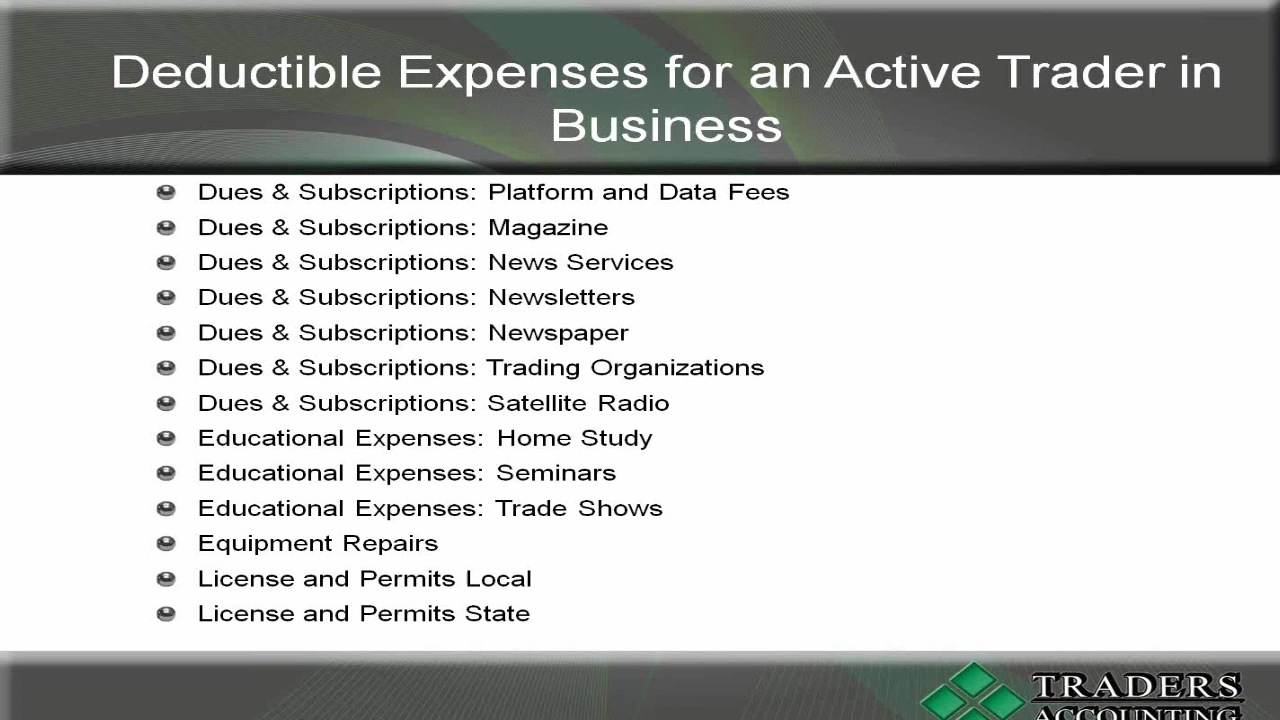 Deductible Expenses for an Active Trader in
Business
Dues & Subscriptions: Platform and Data Fees
Dues & Subscriptions: Magazine
Dues & Subscriptions: News Services
Dues & Subscriptions: Newsletters
Dues & Subscriptions: Newspaper
Dues & Subscriptions: Trading Organizations
Dues & Subscriptions: Satellite Radio
Educational Expenses: Home Study
Educational Expenses: Seminars
Educational Expenses: Trade Shows
Equipment Repairs
License and Permits Local
License and Permits State
TRADERS
ACCOUNTING